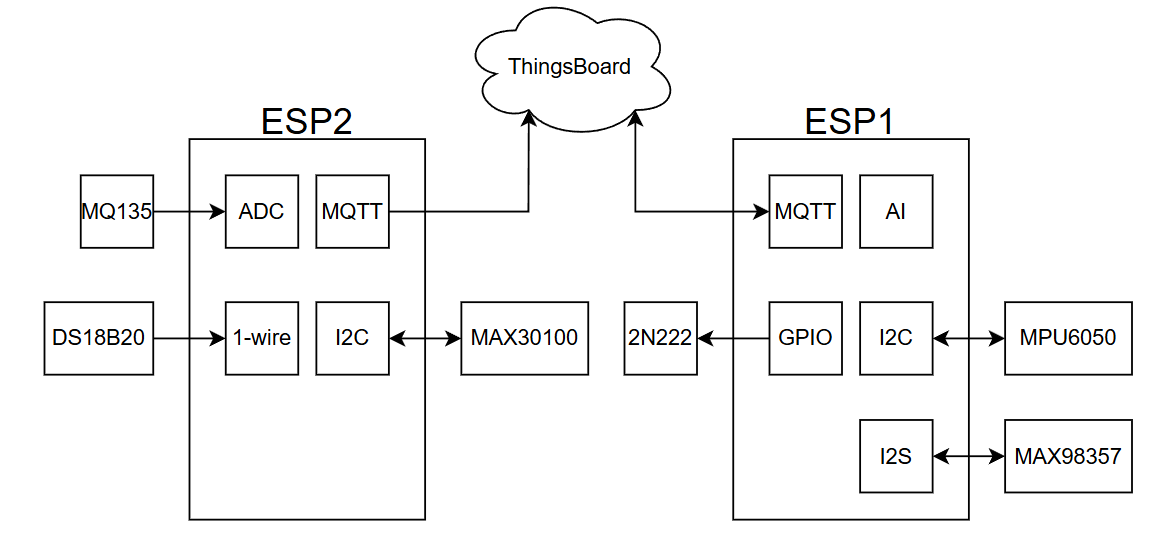 ThingsBoard
ESP2
ESP1
MQ135
ADC
MQTT
MQTT
AI
DS18B20
1-wire
I2C
MAX30100
2N222
GPIO
I2C
MPU6050
I2S
MAX98357